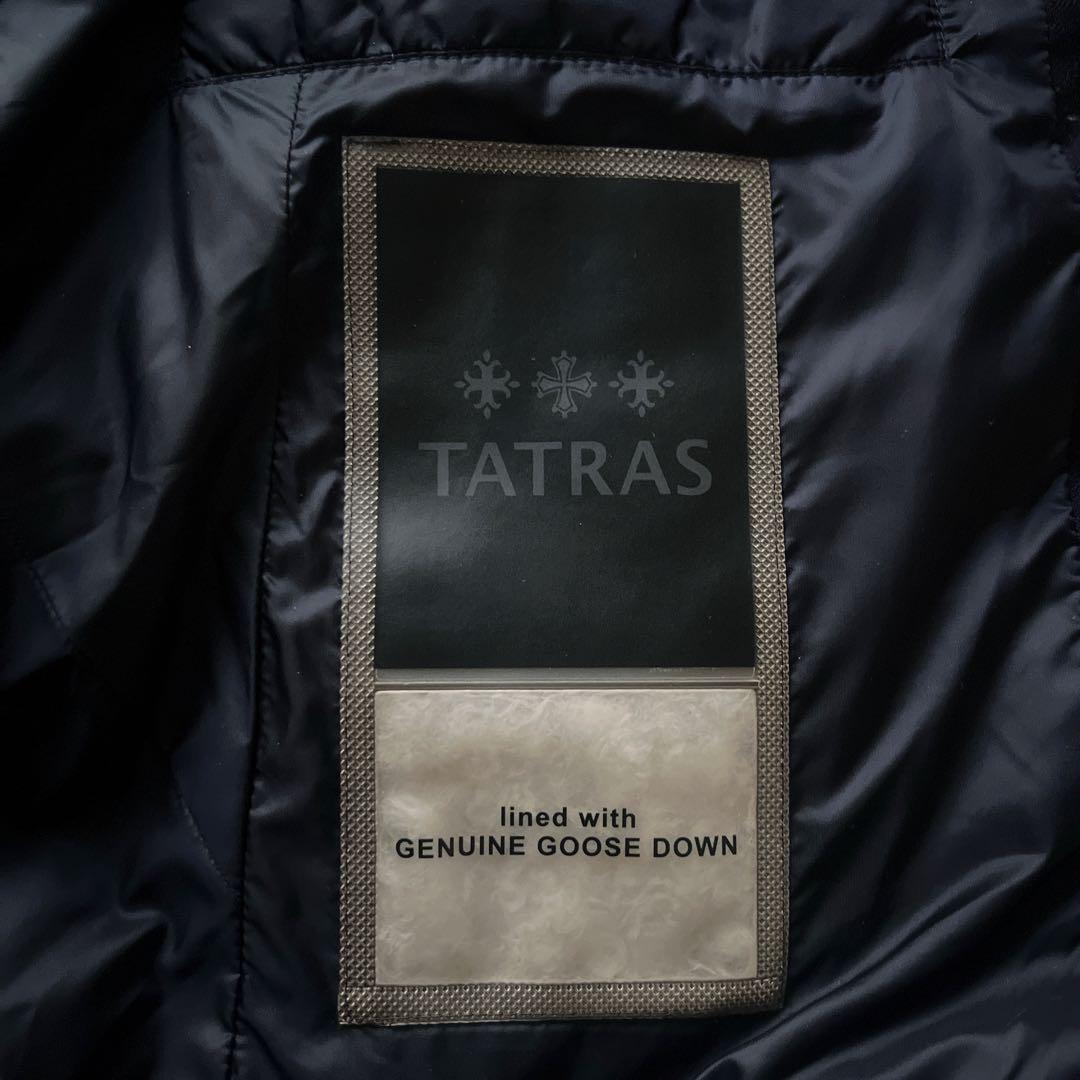 TATRAS
lined with
GENUINE GOOSE DOWN